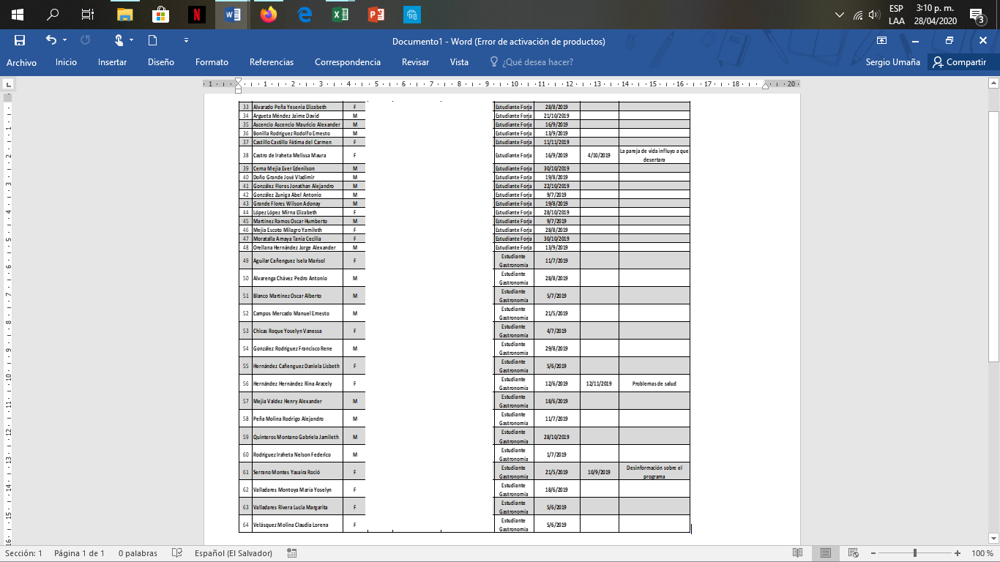 ESP 3:10 p. m.
LAA 28/04/2020 3
Documento1 - Word (Error de activación de productos)
Archivo Inicio Insertar Diseño Formato Referencias Correspondencia Revisar Vista ¿Qué desea hacer? Sergio Umaña Compartir
1 1 2 3 4 5 6 7 8 9 10 11 12 13 14 15 16 17 18 20
33 Alvarado Peña Yesenia Elizabeth F Estudiante Forja 28/8/2019
34 Argueta Méndez Jaime David M Estudiante Forja 21/10/2019
35 Ascencio Ascencio Mauricio Alexander M Estudiante Forja 16/9/2019
36 Bonilla Rodriguez Rodolfo Ernesto M Estudiante Forja 13/9/2019
37 Castillo Castillo Fátima del Carmen F Estudiante Forja 11/11/2019
38 Castro de Iraheta Melissa Maura F Estudiante Forja 16/9/2019 4/10/2019 La pareja de vida influyo a que
desertara
39 Cerna Mejía Ever Edenilson M Estudiante Forja 30/10/2019
40 Doño Grande José Vladimir M Estudiante Forja 19/8/2019
41 González Flores Jonathan Alejandro M Estudiante Forja 22/10/2019
42 González Zuniga Abel Antonio M Estudiante Forja 9/7/2019
43 Grande Flores Wilson Adonay M Estudiante Forja 19/8/2019
44 López López Mirna Elizabeth F Estudiante Forja 28/10/2019
45 Martínez Ramos Oscar Humberto M Estudiante Forja 9/7/2019
46 Mejía Escoto Milagro Yamileth F Estudiante Forja 28/8/2019
47 Moratalla Amaya Tania Cecilia F Estudiante Forja 30/10/2019
48 Orellana Hernández Jorge Alexander M Estudiante Forja 13/9/2019
49 Aguilar Cañenguez Isela Marisol F Estudiante
Gastronomía 11/7/2019
50 Alvarenga Chávez Pedro Antonio M Estudiante
Gastronomía 28/8/2019
51 Blanco Martínez Oscar Alberto M Estudiante
Gastronomía 5/7/2019
52 Campos Mercado Manuel Ernesto M Estudiante
Gastronomía 21/5/2019
53 Chicas Roque Yoselyn Vanessa F Estudiante
Gastronomía 4/7/2019
54 González Rodríguez Francisco Rene M Estudiante
Gastronomía 29/8/2019
55 Hernández Cañenguez Daniela Lisbeth F Estudiante
Gastronomía 5/6/2019
56 Hernández Hernández Rina Aracely F Estudiante
Gastronomía 12/6/2019 12/11/2019 Problemas de salud
57 Mejía Valdez Henry Alexander M Estudiante
Gastronomía 18/6/2019
58 Peña Molina Rodrigo Alejandro M Estudiante
Gastronomía 11/7/2019
59 Quinteros Montano Gabriela Jamileth M Estudiante
Gastronomía 28/10/2019
60 Rodríguez Iraheta Nelson Federico M Estudiante
Gastronomía 1/7/2019
61 Serrano Montes Yasaira Roció F Estudiante
Gastronomía 21/5/2019 10/9/2019 Desinformación sobre el
programa
62 Valladares Montoya María Yoselyn F Estudiante
Gastronomía 18/6/2019
63 Valladares Rivera Lucia Margarita F Estudiante
Gastronomía 5/6/2019
64 Velásquez Molina Claudia Lorena F Estudiante
Gastronomía 5/6/2019
Sección: 1 Página 1 de 1 0 palabras Español (El Salvador) 100 %